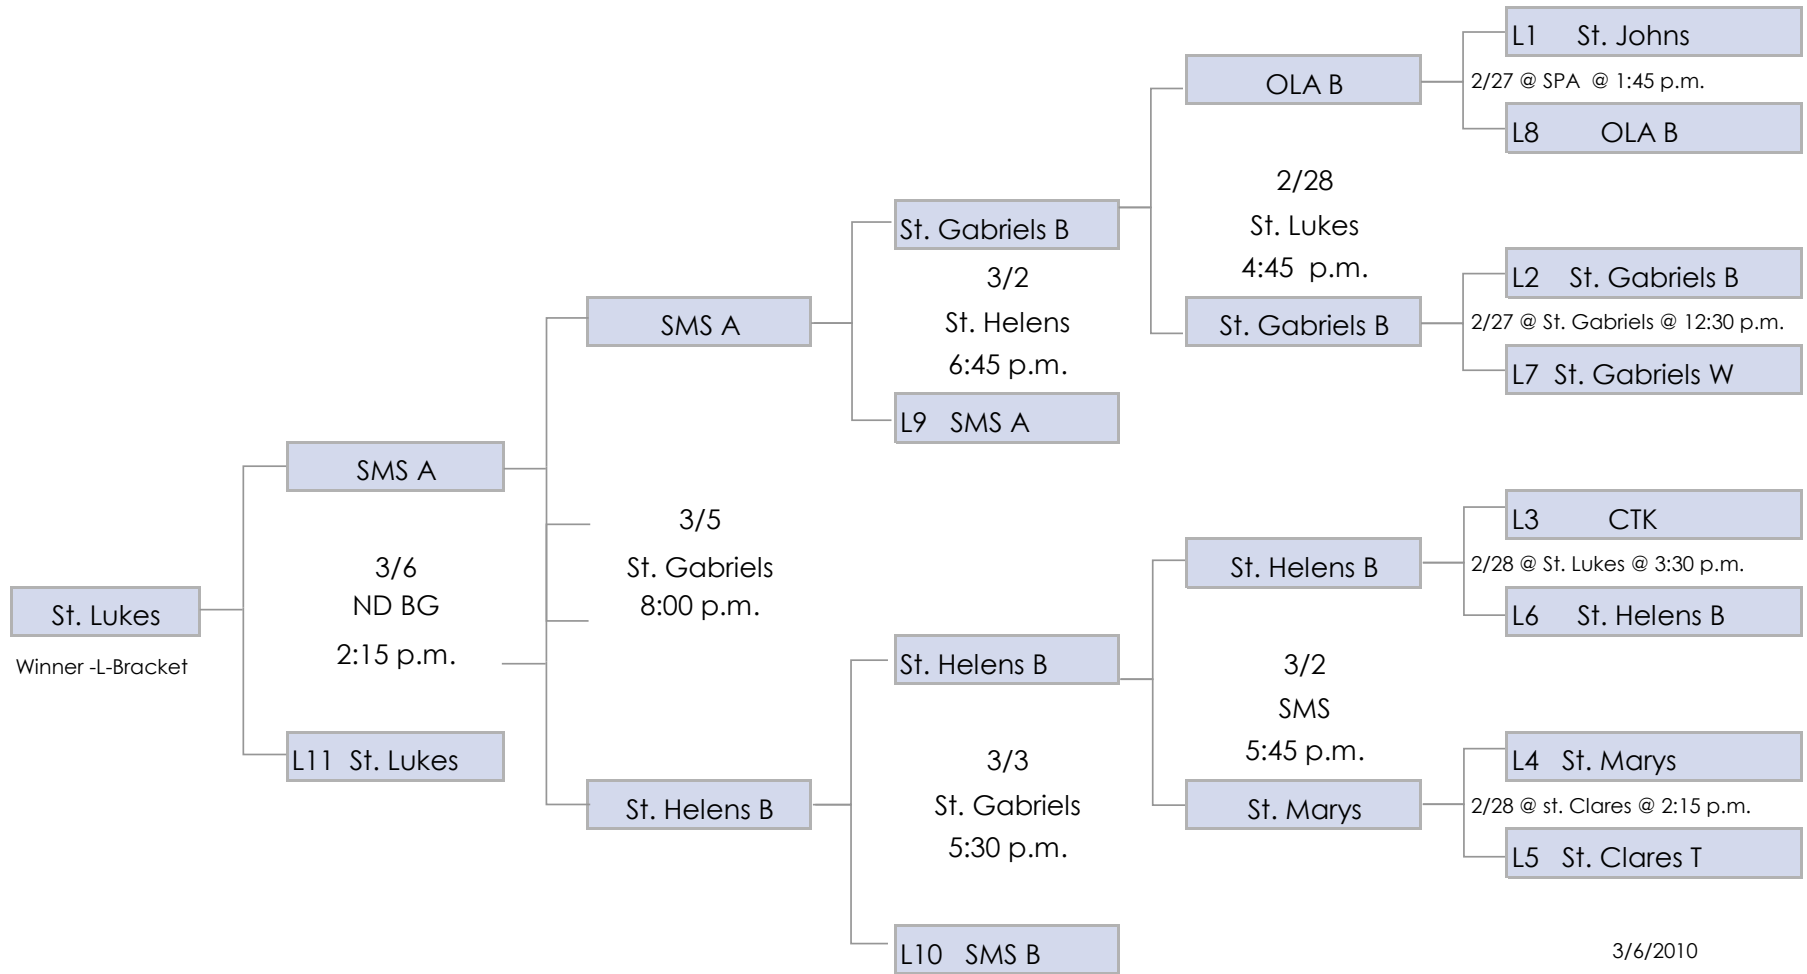 L1 St. Johns
OLA B
2/27 @ SPA @ 1:45 p.m.
L8 OLA B
2/28
St. Lukes
4:45 p.m.
St. Gabriels B
L2 St. Gabriels B
3/2
St. Helens
6:45 p.m.
SMS A
St. Gabriels B
2/27 @ St. Gabriels @ 12:30 p.m.
L7 St. Gabriels W
L9 SMS A
SMS A
3/5
St. Gabriels
8:00 p.m.
L3 CTK
St. Helens B
2/28 @ St. Lukes @ 3:30 p.m.
L6 St. Helens B
3/6
ND BG
2:15 p.m.
St. Lukes
Winner -L-Bracket
St. Helens B
3/2
SMS
5:45 p.m.
L11 St. Lukes
3/3
St. Gabriels
5:30 p.m.
L4 St. Marys
St. Helens B
St. Marys
2/28 @ st. Clares @ 2:15 p.m.
L5 St. Clares T
L10 SMS B
3/6/2010